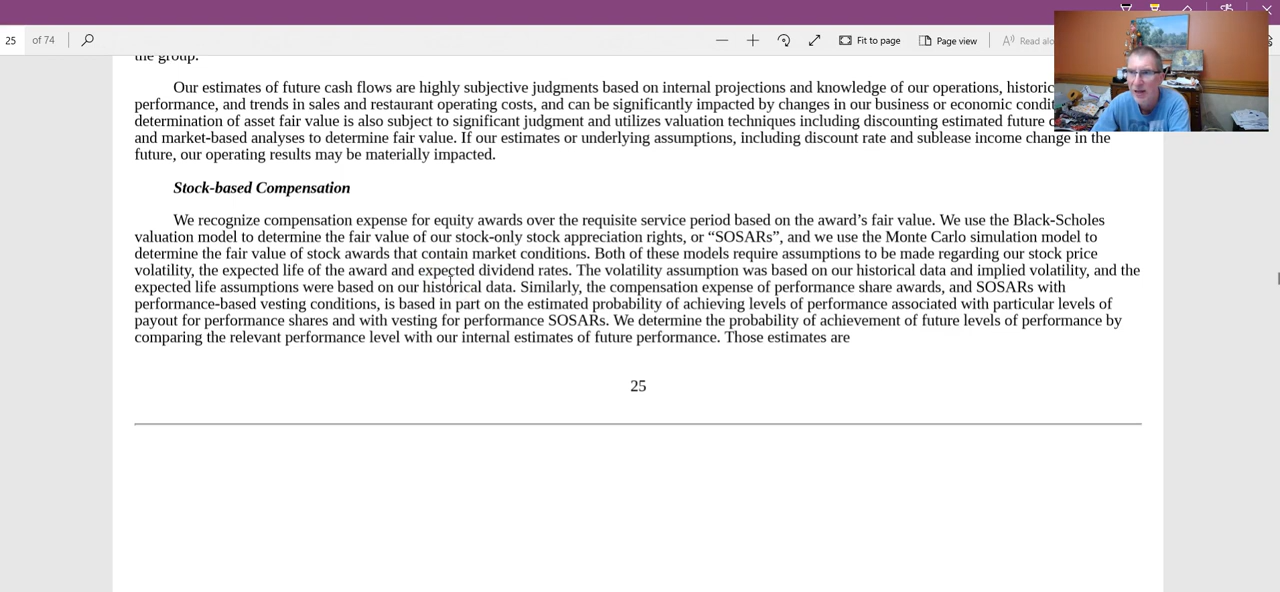 25 of 74 Fit to page Page view Read alo
the group.
Our estimates of future cash flows are highly subjective judgments based on internal projections and knowledge of our operations, historic
performance, and trends in sales and restaurant operating costs, and can be significantly impacted by changes in our business or economic condit
determination of asset fair value is also subject to significant judgment and utilizes valuation techniques including discounting estimated future c
and market-based analyses to determine fair value. If our estimates or underlying assumptions, including discount rate and sublease income change in the
future, our operating results may be materially impacted.
Stock-based Compensation
We recognize compensation expense for equity awards over the requisite service period based on the award’s fair value. We use the Black-Scholes
valuation model to determine the fair value of our stock-only stock appreciation rights, or “SOSARs”, and we use the Monte Carlo simulation model to
determine the fair value of stock awards that contain market conditions. Both of these models require assumptions to be made regarding our stock price
volatility, the expected life of the award and expected dividend rates. The volatility assumption was based on our historical data and implied volatility, and the
expected life assumptions were based on our historical data. Similarly, the compensation expense of performance share awards, and SOSARs with
performance-based vesting conditions, is based in part on the estimated probability of achieving levels of performance associated with particular levels of
payout for performance shares and with vesting for performance SOSARs. We determine the probability of achievement of future levels of performance by
comparing the relevant performance level with our internal estimates of future performance. Those estimates are
25